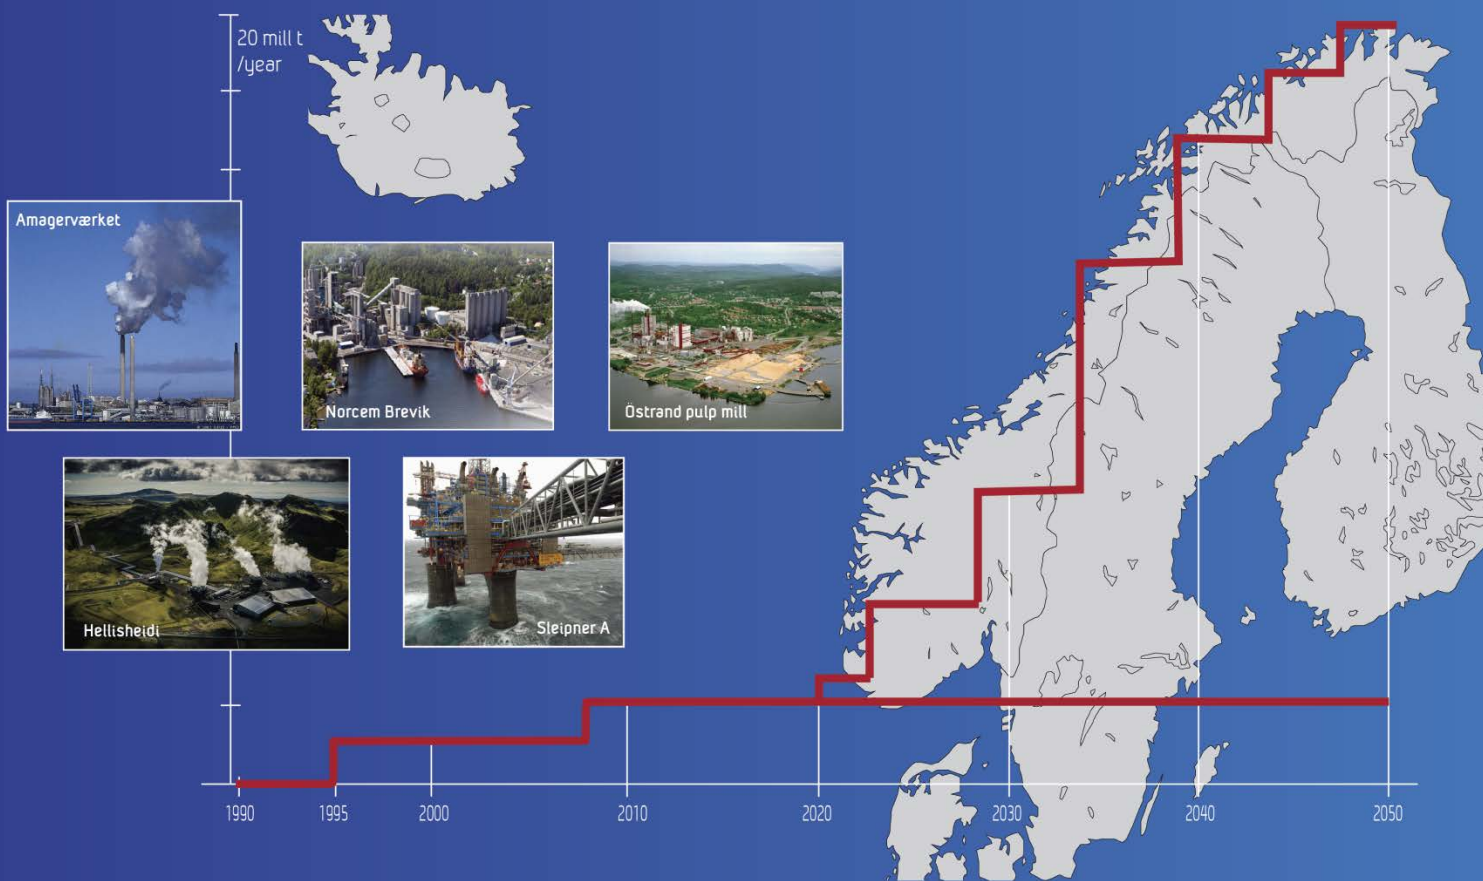 20 mill t
/year
Amagerværket
Norcem Brevik
Östrand pulp mill
Hellisheidi
Sleipner A
1990
1995
2000
2010
2020
2030
2040
2050